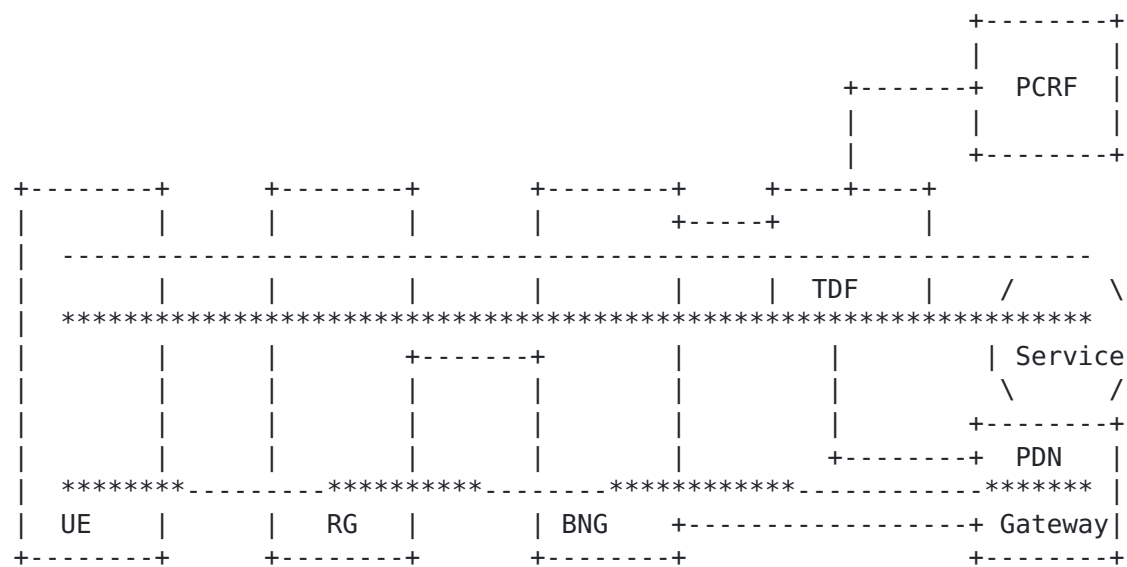 PCRF
TDF
Service
PDN
UE RG BNG Gateway